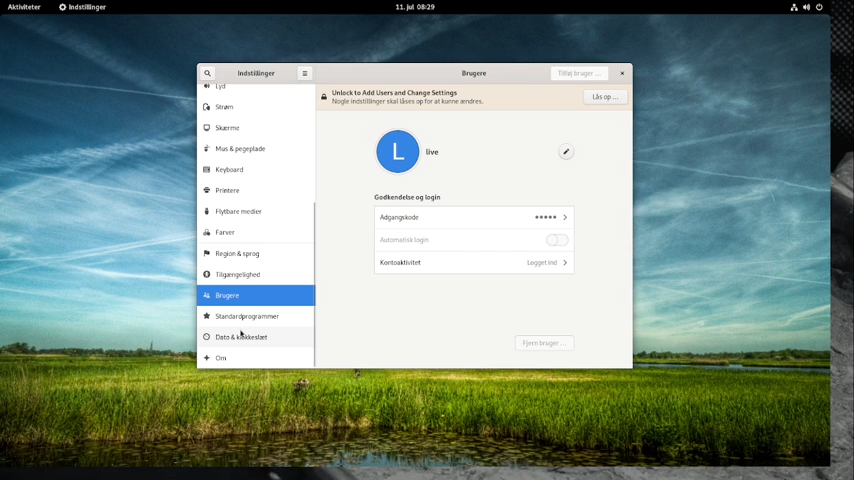 Aktiviteter
Indstillinger
11. jul 08:29
Indstillinger
Brugere
Tilføj bruger ...
Lyd
Strøm
Skærme
Mus & pegeplade
Keyboard
Printere
Flytbare medier
Farver
Region & sprog
Tilgængelighed
Brugere
Standardprogrammer
Dato & klokkeslæt
Om
Unlock to Add Users and Change Settings
Nogle indstillinger skal låses op for at kunne ændres.
Lås op ...
L
live
Godkendelse og login
Adgangskode
Automatisk login
Kontoaktivitet
Logget ind
Fjern bruger ...